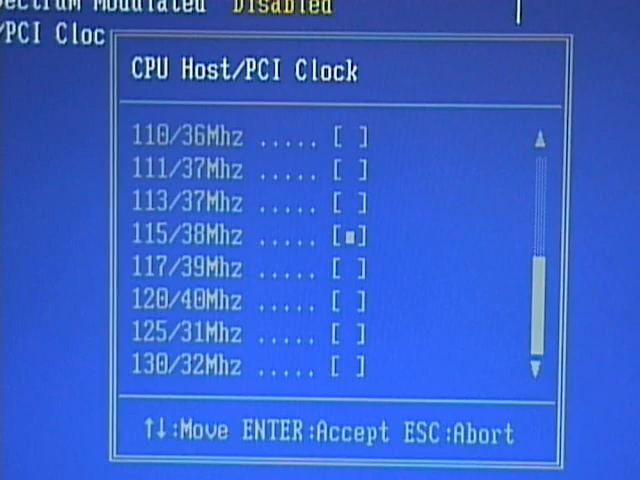 Modulated Disabled
/PCI Cloc
CPU Host/PCI Clock
110/36Mhz ..... [ ]
111/37Mhz ..... [ ]
113/37Mhz ..... [ ]
115/38Mhz ..... [■]
117/39Mhz ..... [ ]
120/40Mhz ..... [ ]
125/31Mhz ..... [ ]
130/32Mhz ..... [ ]
↑↓:Move ENTER:Accept ESC:Abort